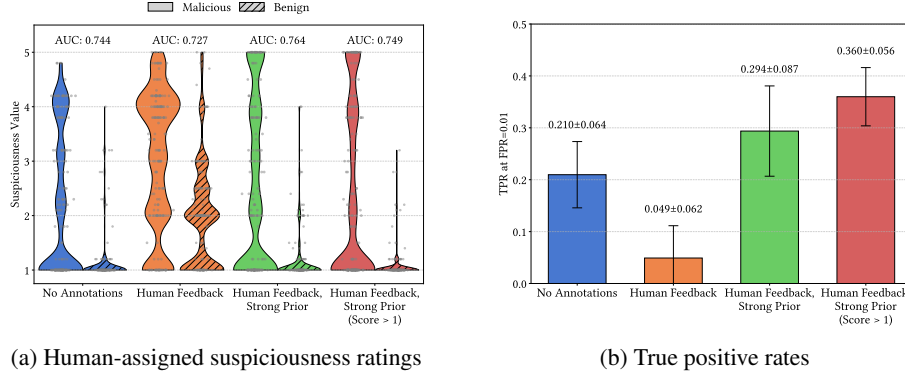 Malicious Benign
AUC: 0.744 AUC: 0.727 AUC: 0.764 AUC: 0.749
5
4
3
2
1
Suspiciousness Value
No Annotations Human Feedback Human Feedback, Human Feedback,
Strong Prior Strong Prior
(Score > 1)
(a) Human-assigned suspiciousness ratings
0.5
0.4
0.3
0.2
0.1
0.0
TPR at FPR=0.01
0.210±0.064
0.049±0.062
0.294±0.087
0.360±0.056
No Annotations Human Feedback Human Feedback, Human Feedback,
Strong Prior Strong Prior
(Score > 1)
(b) True positive rates